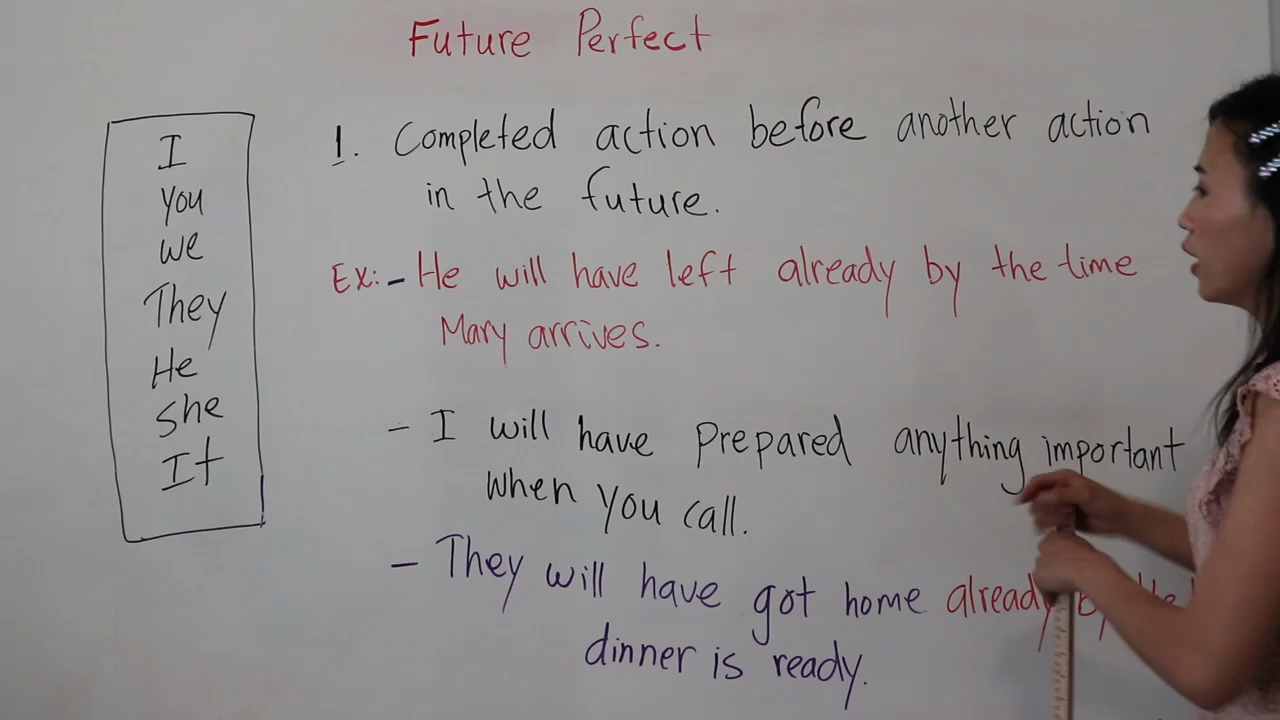 Future Perfect
I
you
we
They
He
she
It
1. Completed action before another action
in the future.
Ex: - He will have left already by the time
Mary arrives.
- I will have prepared anything important
when you call.
- They will have got home already by the
dinner is ready.